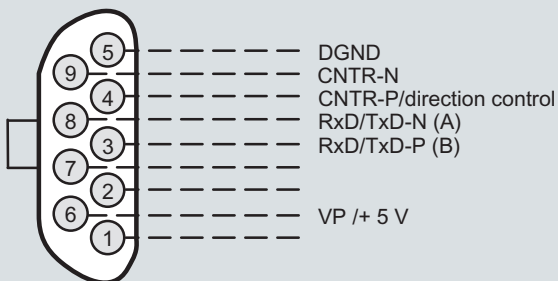 5 DGND
9 CNTR-N
4 CNTR-P/direction control
8 RxD/TxD-N (A)
3 RxD/TxD-P (B)
7
2
6 VP /+ 5 V
1